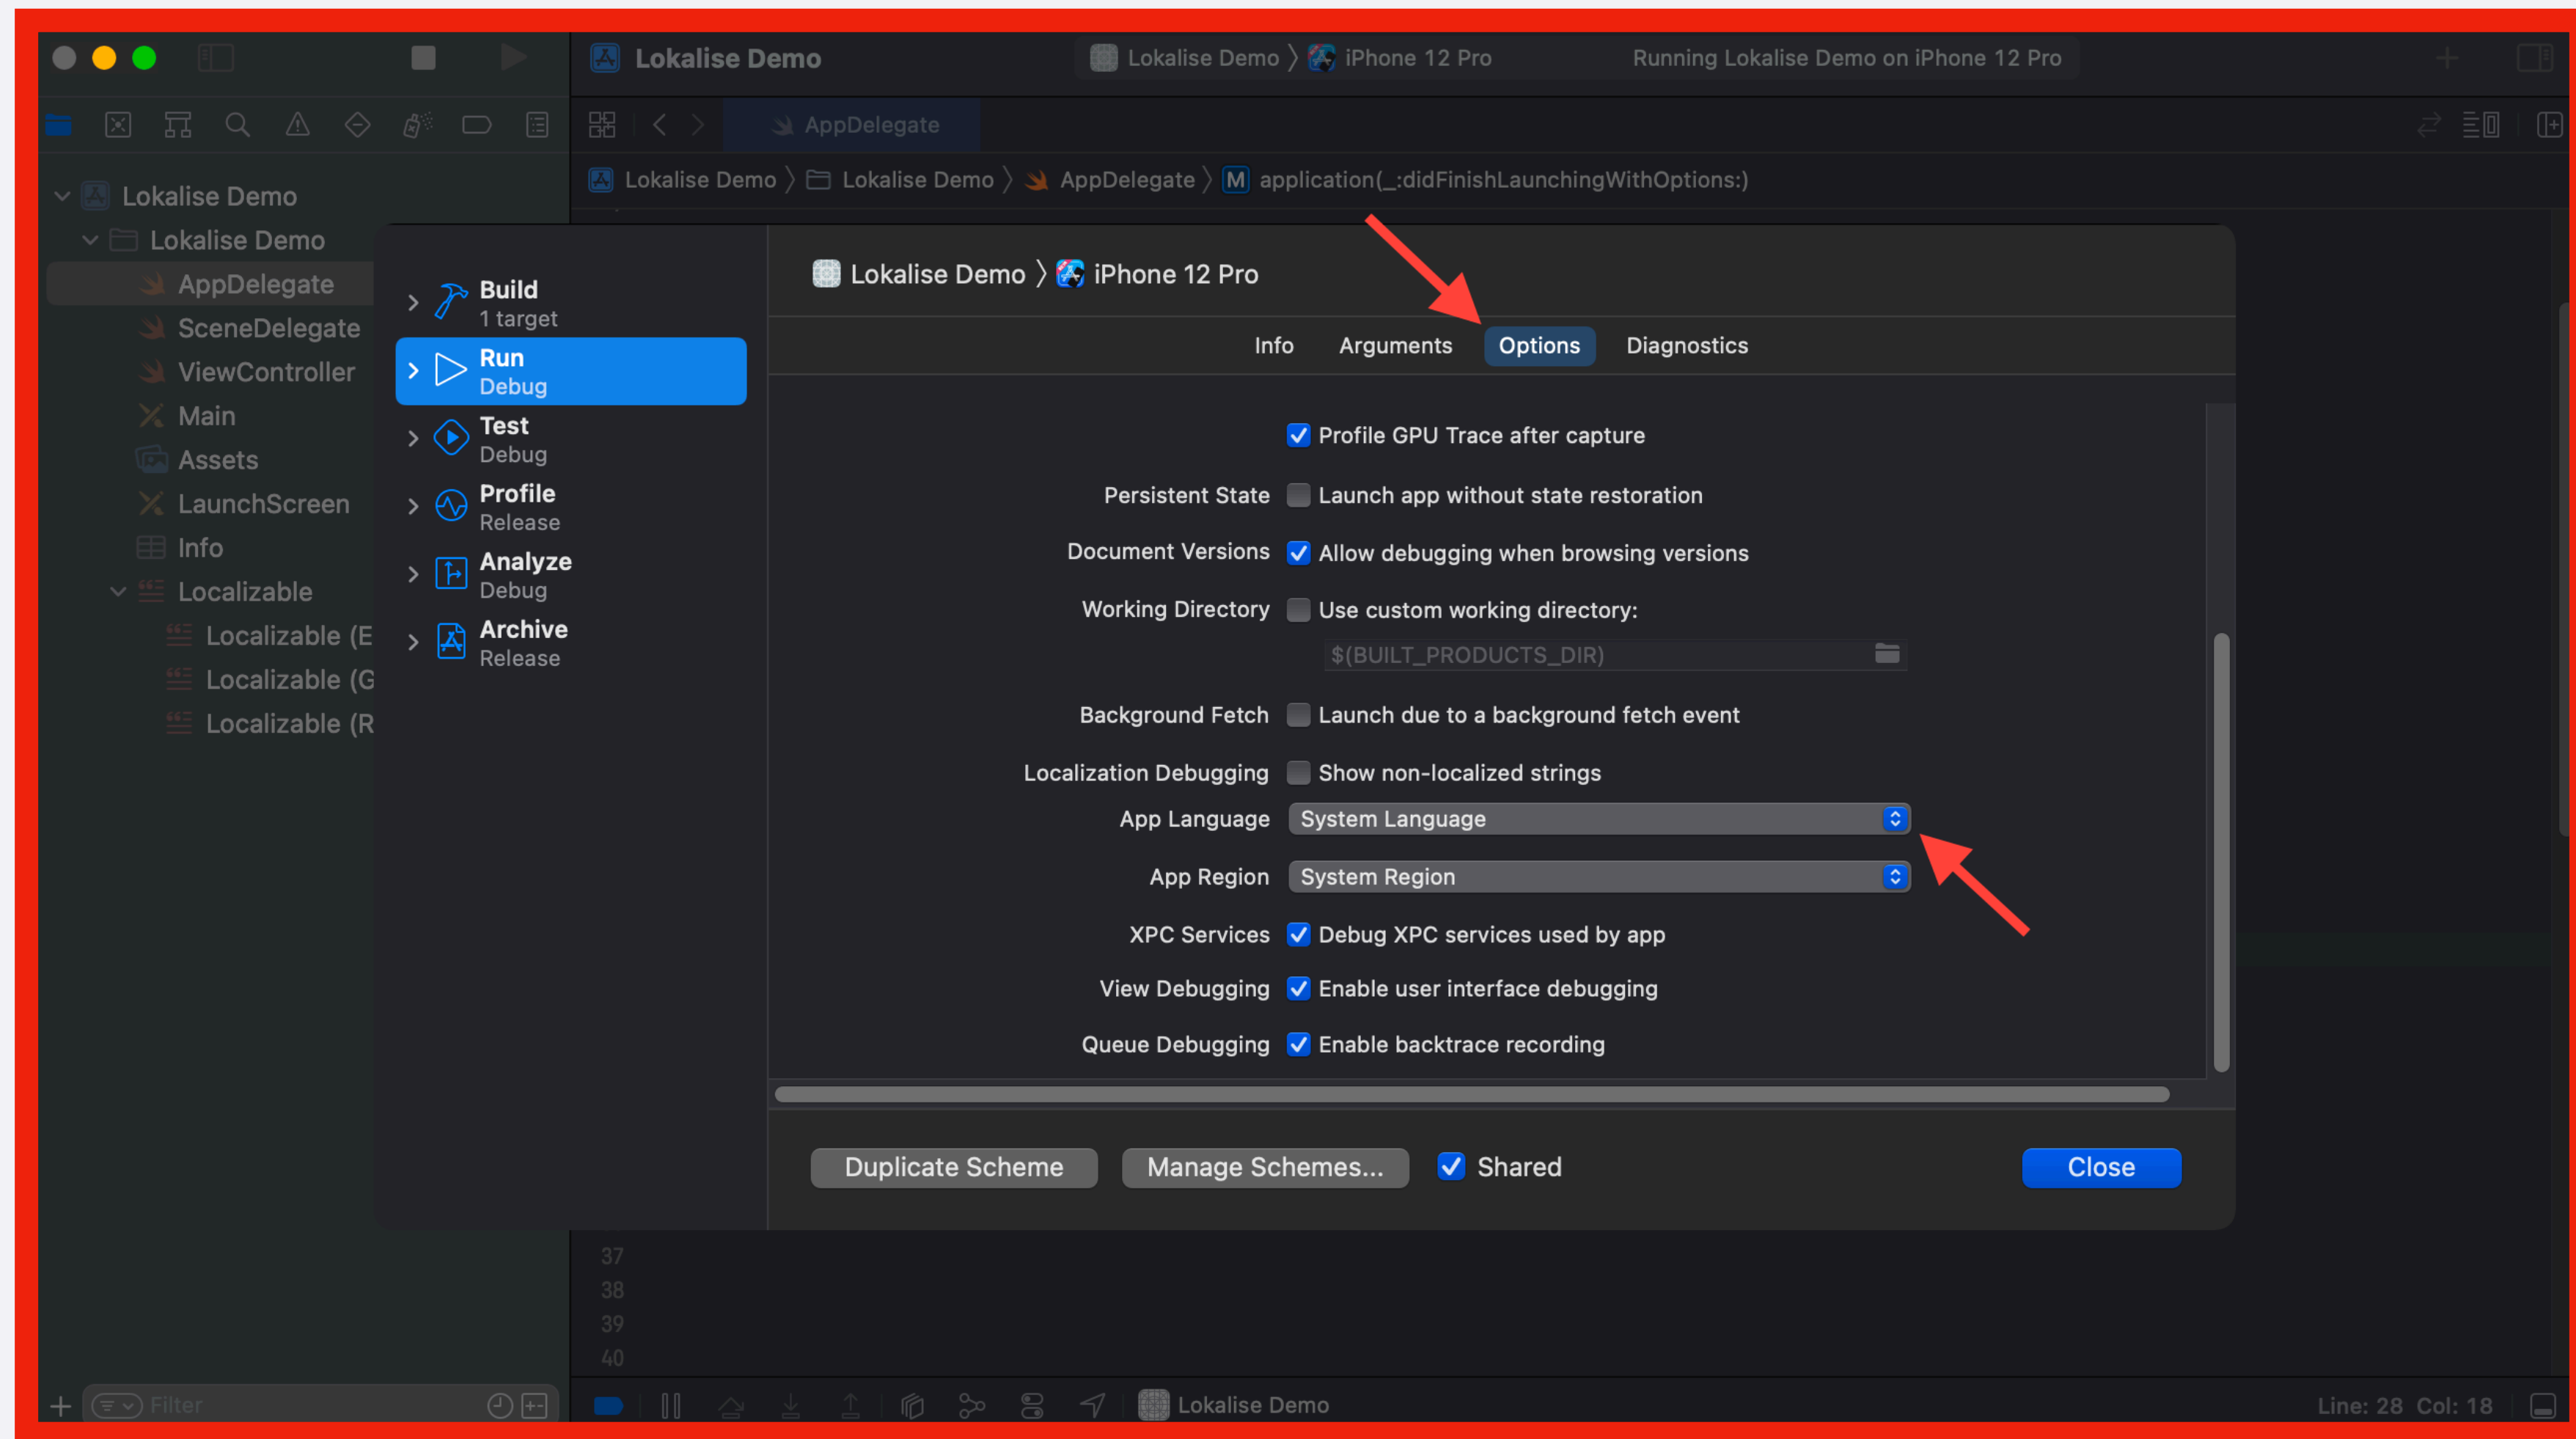 Lokalise Demo
Lokalise Demo 〉 iPhone 12 Pro
Running Lokalise Demo on iPhone 12 Pro
AppDelegate
Lokalise Demo 〉 Lokalise Demo 〉 AppDelegate 〉 M application(_:didFinishLaunchingWithOptions:)
Lokalise Demo
Lokalise Demo
AppDelegate
SceneDelegate
ViewController
Main
Assets
LaunchScreen
Info
Localizable
Localizable (E
Localizable (G
Localizable (R
Build
1 target
Run
Debug
Test
Debug
Profile
Release
Analyze
Debug
Archive
Release
Lokalise Demo 〉 iPhone 12 Pro
Info Arguments Options Diagnostics
Profile GPU Trace after capture
Persistent State Launch app without state restoration
Document Versions Allow debugging when browsing versions
Working Directory Use custom working directory:
$(BUILT_PRODUCTS_DIR)
Background Fetch Launch due to a background fetch event
Localization Debugging Show non-localized strings
App Language System Language
App Region System Region
XPC Services Debug XPC services used by app
View Debugging Enable user interface debugging
Queue Debugging Enable backtrace recording
Duplicate Scheme Manage Schemes... Shared Close
37
38
39
40
Filter
Lokalise Demo
Line: 28 Col: 18